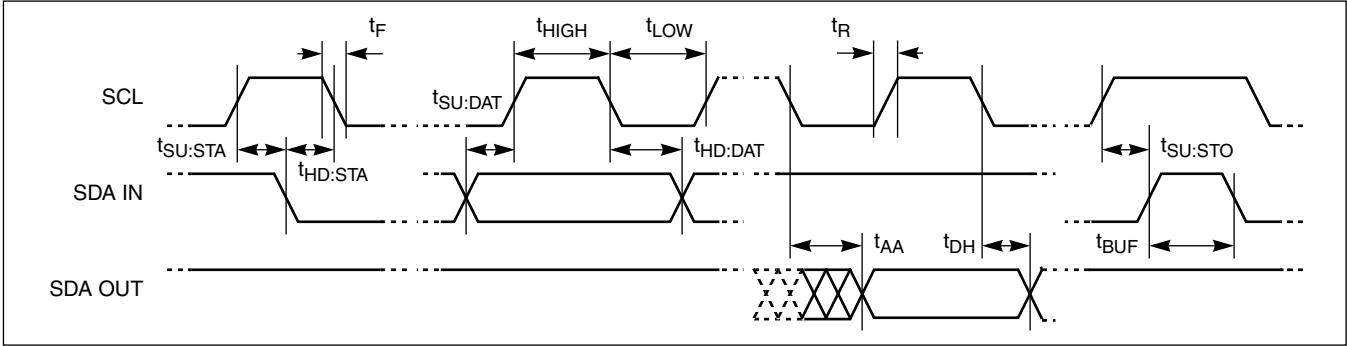 tF tHIGH tLOW tR
SCL
tSU:DAT
tSU:STA tHD:STA tHD:DAT tSU:STO
SDA IN
tAA tDH tBUF
SDA OUT